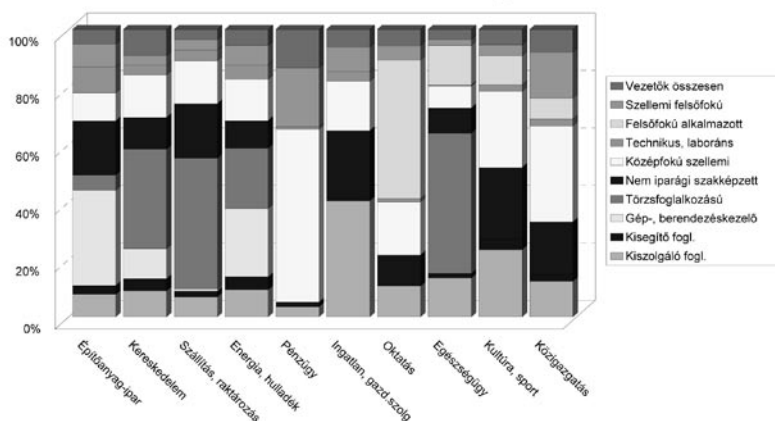 100%
80%
60%
40%
20%
0%
Építőanyag-ipar
Kereskedelem
Szállítás, raktározás
Energia, hulladék
Pénzügy
Ingatlan, gazd.szolg
Oktatás
Egészségügy
Kultúra, sport
Közigazgatás
Vezetők összesen
Szellemi felsőfokú
Felsőfokú alkalmazott
Technikus, laboráns
Középfokú szellemi
Nem iparági szakképzett
Törzsfoglalkozású
Gép-, berendezéskezelő
Kisegítő fogl.
Kiszolgáló fogl.